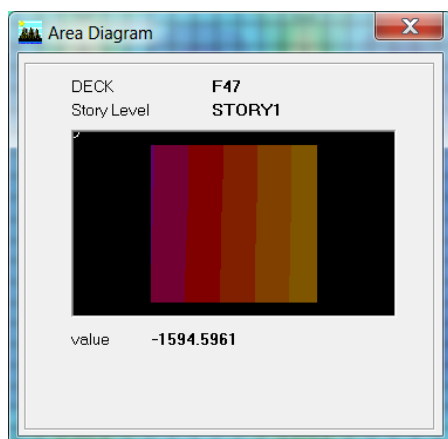 Area Diagram
DECK F47
Story Level STORY1
value -1594.5961